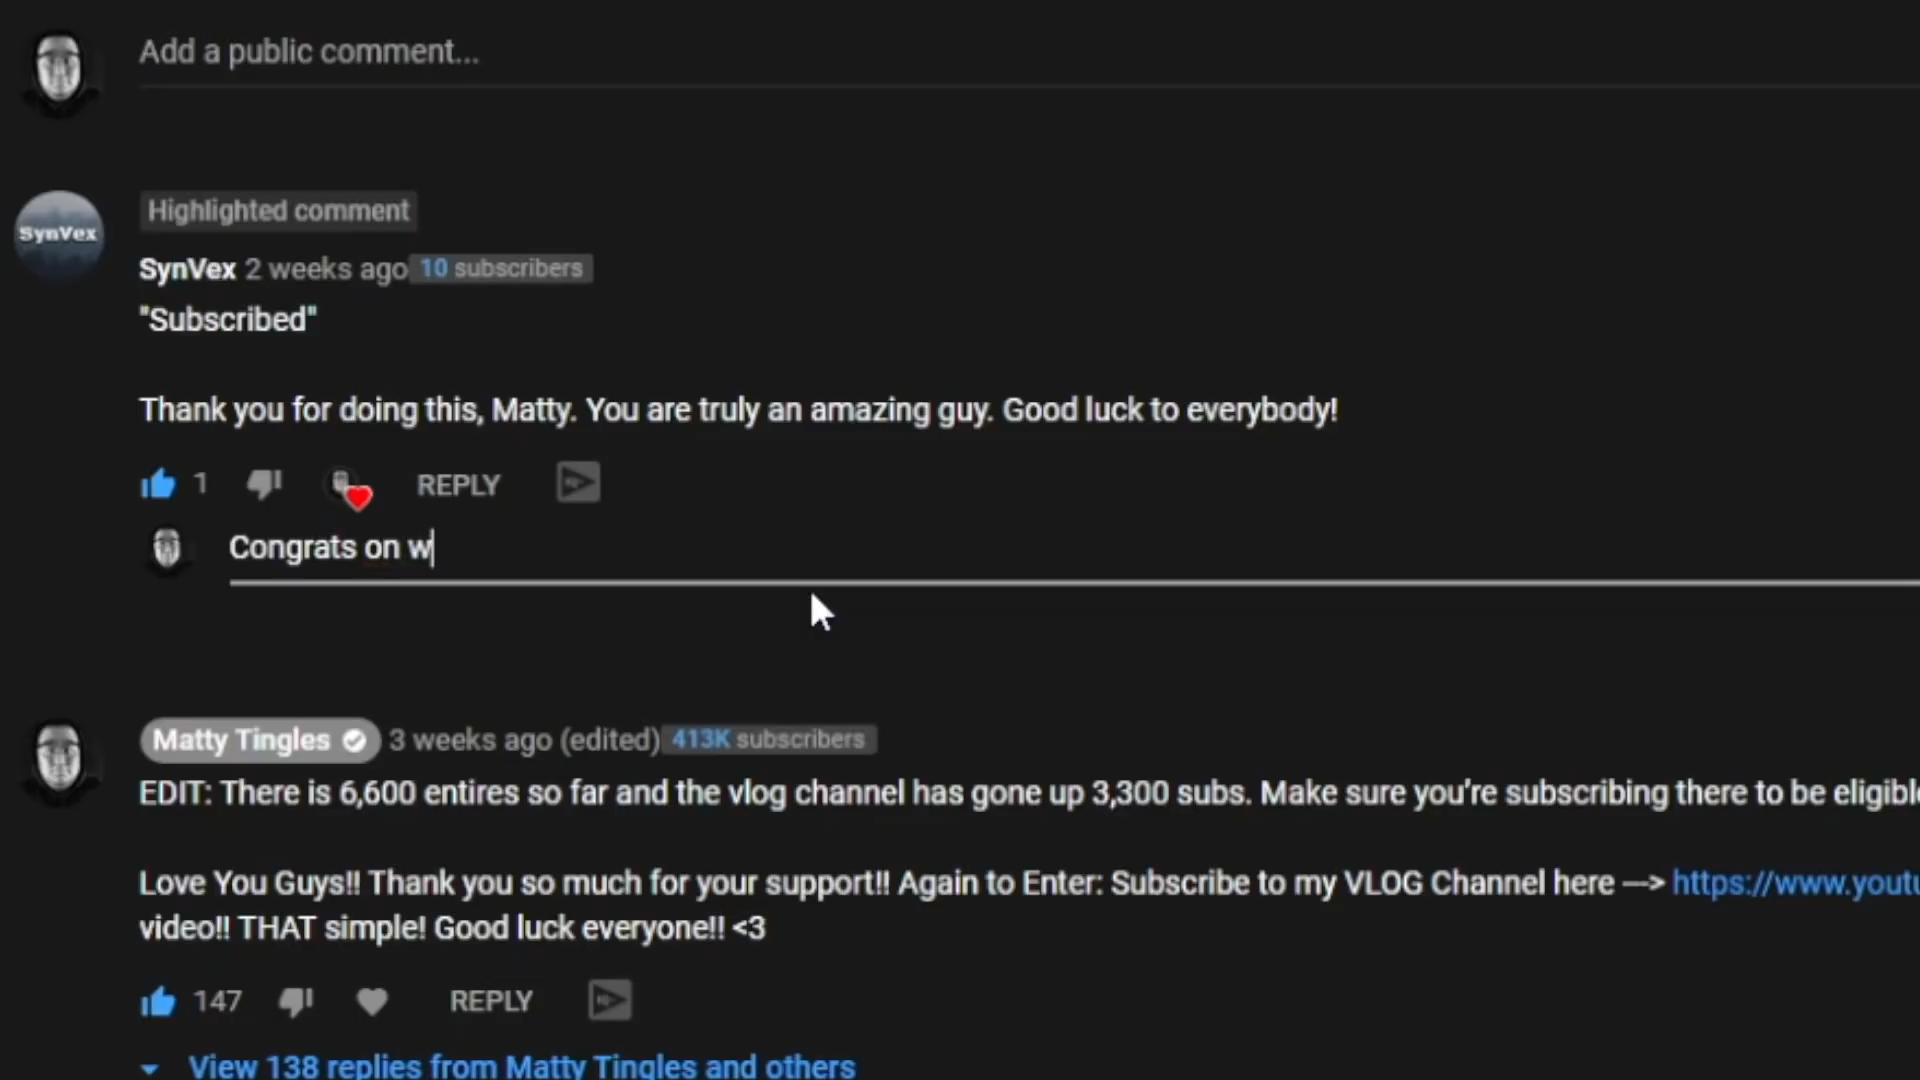 Add a public comment...
Highlighted comment
SynVex
SynVex 2 weeks ago 10 subscribers
"Subscribed"
Thank you for doing this, Matty. You are truly an amazing guy. Good luck to everybody!
1 REPLY
Congrats on w
Matty Tingles 3 weeks ago (edited) 413K subscribers
EDIT: There is 6,600 entires so far and the vlog channel has gone up 3,300 subs. Make sure you're subscribing there to be eligible
Love You Guys!! Thank you so much for your support!! Again to Enter: Subscribe to my VLOG Channel here ---> https://www.youtu
video!! THAT simple! Good luck everyone!! <3
147 REPLY
View 138 replies from Matty Tingles and others